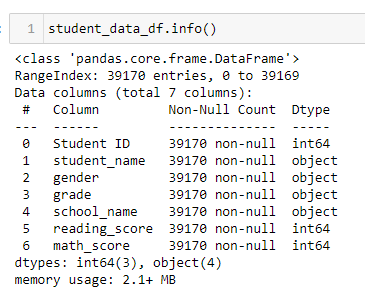 1 student_data_df.info()
<class 'pandas.core.frame.DataFrame'>
RangeIndex: 39170 entries, 0 to 39169
Data columns (total 7 columns):
 #   Column         Non-Null Count  Dtype
---  ------         --------------  -----
 0   Student ID     39170 non-null  int64
 1   student_name   39170 non-null  object
 2   gender         39170 non-null  object
 3   grade          39170 non-null  object
 4   school_name    39170 non-null  object
 5   reading_score  39170 non-null  int64
 6   math_score     39170 non-null  int64
dtypes: int64(3), object(4)
memory usage: 2.1+ MB